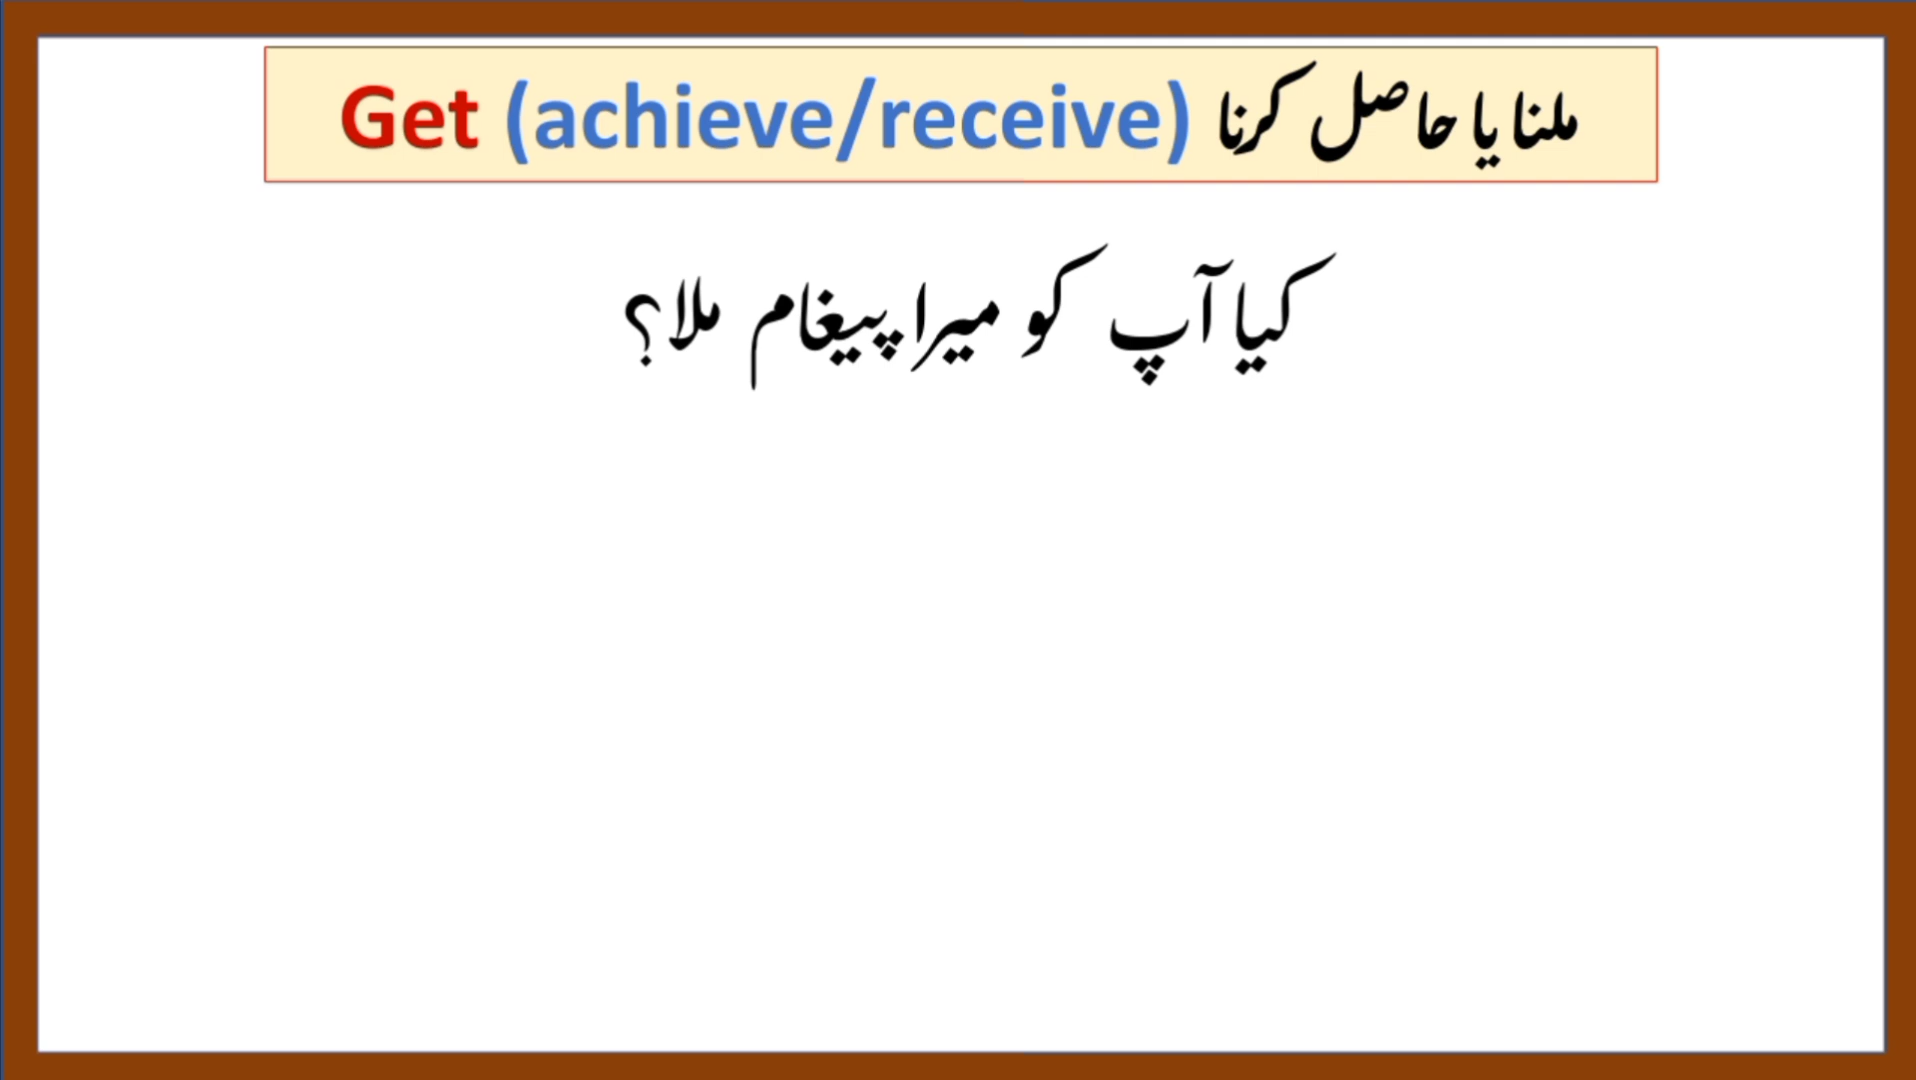 Get (achieve/receive) ملنا یا حاصل کرنا
کیا آپ کو میرا پیغام ملا؟